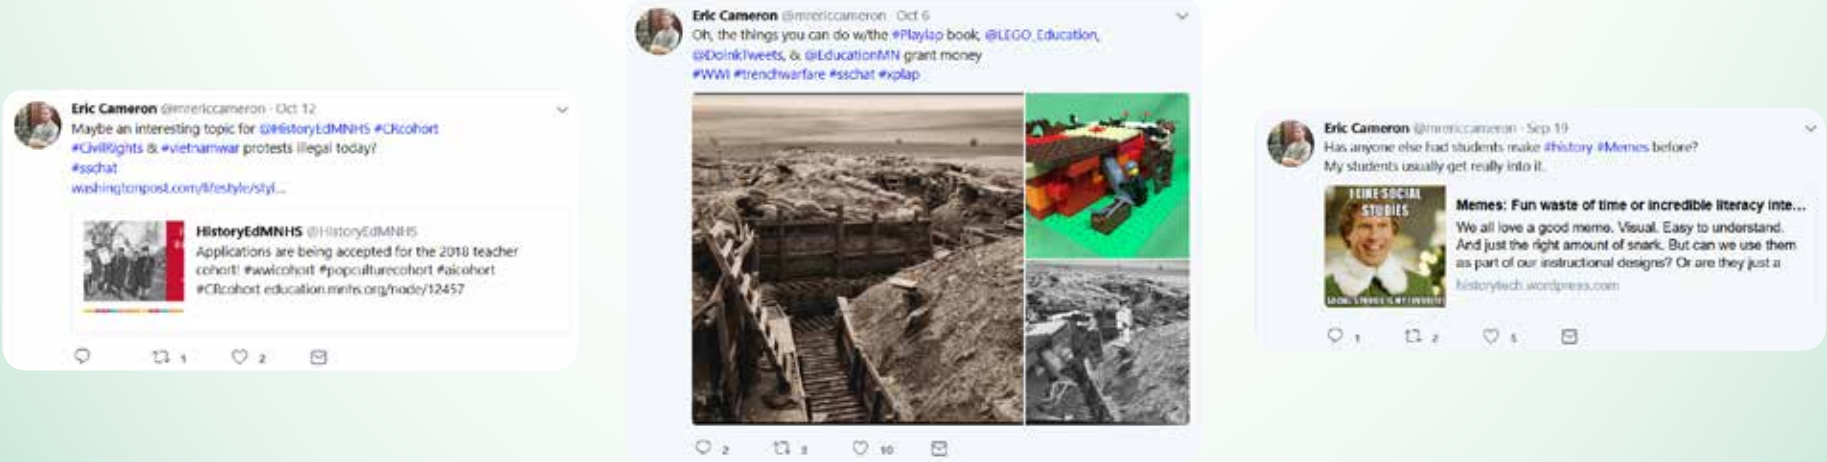 Eric Cameron @mrericcameron · Oct 12
Maybe an interesting topic for @HistoryEdMNHS #CRcohort
#CivilRights & #vietnamwar protests illegal today?
#sschat
washingtonpost.com/lifestyle/styl...
HistoryEdMNHS @HistoryEdMNHS
Applications are being accepted for the 2018 teacher
cohort! #wwicohort #popculturecohort #aicohort
#CRcohort education.mnhs.org/node/12457
1 2
Eric Cameron @mrericcameron · Oct 6
Oh, the things you can do w/the #Playlap book, @LEGO_Education,
@DoInkTweets, & @EducationMN grant money
#WWI #trenchwarfare #sschat #xplap
2 3 10
Eric Cameron @mrericcameron · Sep 19
Has anyone else had students make #history #Memes before?
My students usually get really into it.
I LIKE SOCIAL
STUDIES
SOCIAL STUDIES IS MY FAVORITE
Memes: Fun waste of time or incredible literacy inte...
We all love a good meme. Visual. Easy to understand.
And just the right amount of snark. But can we use them
as part of our instructional designs? Or are they just a
historytech.wordpress.com
1 2 5